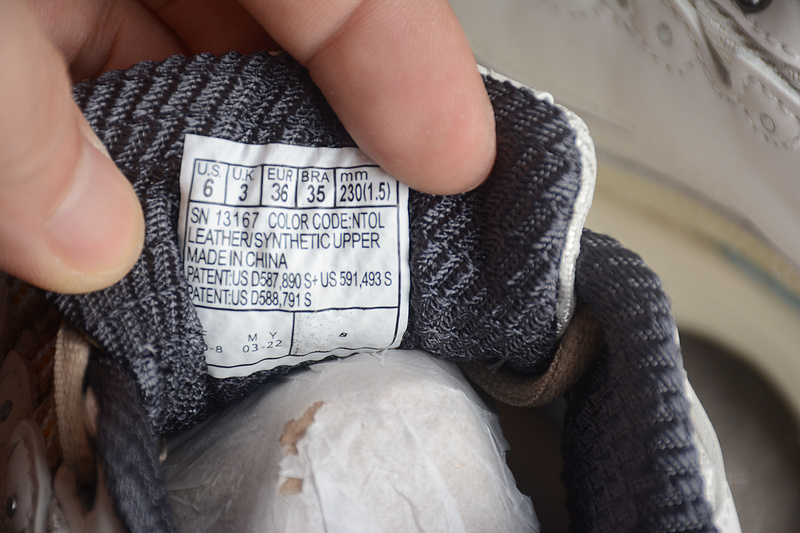 U.S. U.K EUR BRA mm
6 3 36 35 230(1.5)
SN 13167 COLOR CODE:NTOL
LEATHER/SYNTHETIC UPPER
MADE IN CHINA
PATENT:US D587,890 S+ US 591,493 S
PATENT:US D588,791 S
M Y
-8 03-22